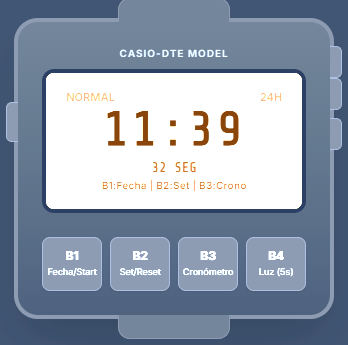 CASIO-DTE MODEL
NORMAL 24H
11:39
32 SEG
B1:Fecha | B2:Set | B3:Crono
B1 B2 B3 B4
Fecha/Start Set/Reset Cronómetro Luz (5s)